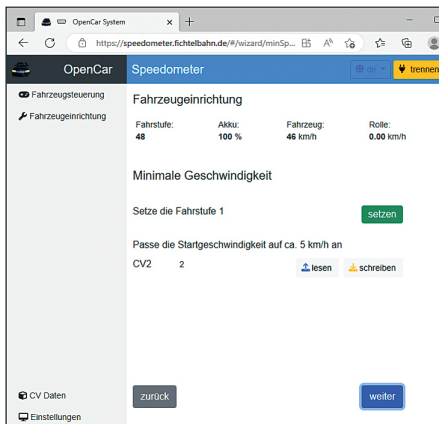 OpenCar System
https://speedometer.fichtelbahn.de/#/wizard/minSp...
OpenCar
Speedometer
de
trennen
Fahrzeugsteuerung
Fahrzeugeinrichtung
Fahrzeugeinrichtung
Fahrstufe: Akku: Fahrzeug: Rolle:
48 100 % 46 km/h 0.00 km/h
Minimale Geschwindigkeit
Setze die Fahrstufe 1
setzen
Passe die Startgeschwindigkeit auf ca. 5 km/h an
CV2 2 lesen schreiben
CV Daten
Einstellungen
zurück
weiter